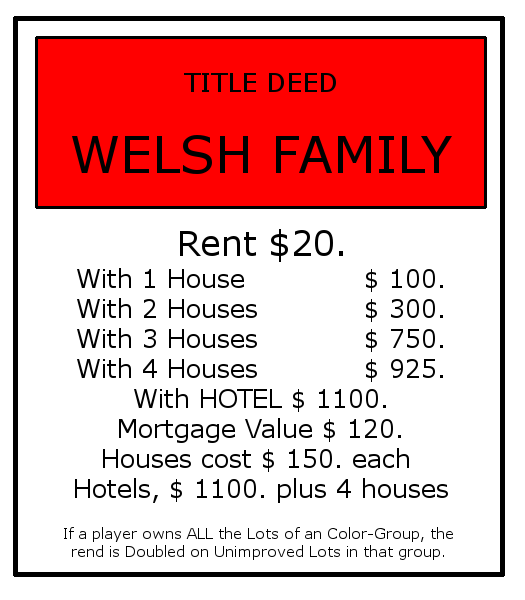 TITLE DEED
WELSH FAMILY
Rent $20.
With 1 House $ 100.
With 2 Houses $ 300.
With 3 Houses $ 750.
With 4 Houses $ 925.
With HOTEL $ 1100.
Mortgage Value $ 120.
Houses cost $ 150. each
Hotels, $ 1100. plus 4 houses
If a player owns ALL the Lots of an Color-Group, the
rend is Doubled on Unimproved Lots in that group.